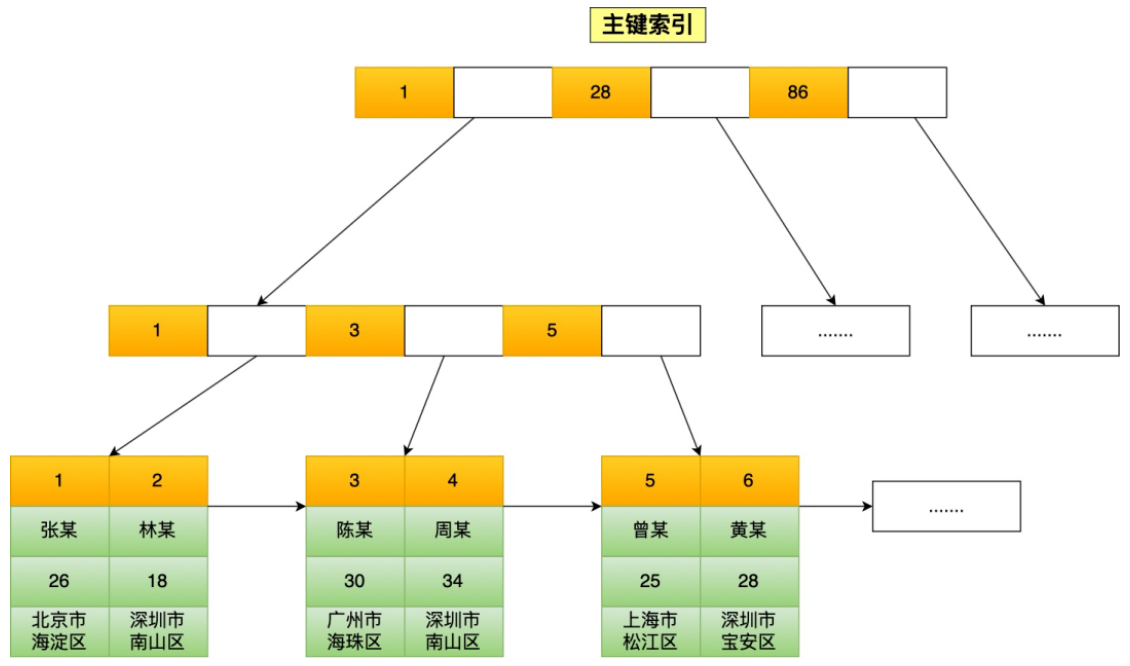 主键索引
1 28 86
1 3 5 ....... .......
1 2 3 4 5 6
.......
张某 林某 陈某 周某 曾某 黄某
26 18 30 34 25 28
北京市 深圳市 广州市 深圳市 上海市 深圳市
海淀区 南山区 海珠区 南山区 松江区 宝安区